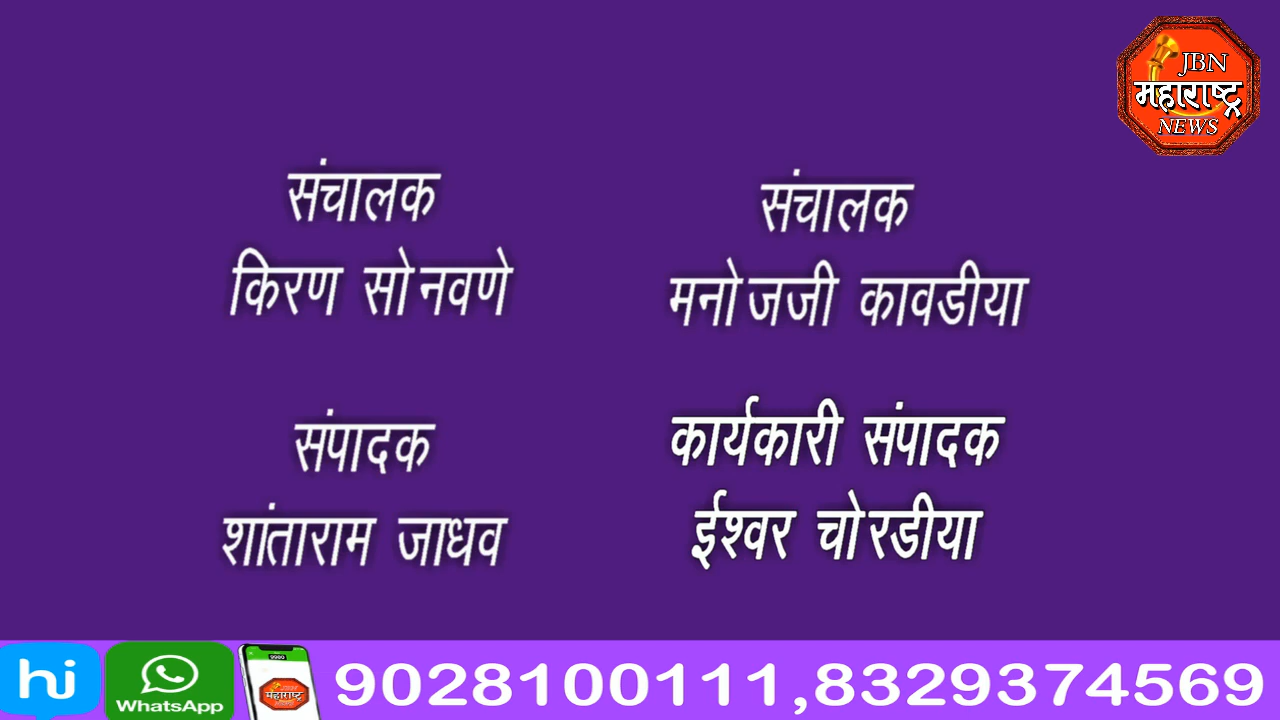 JBN
महाराष्ट्र
NEWS
संचालक
किरण सोनवणे
संचालक
मनोजजी कावडीया
संपादक
शांताराम जाधव
कार्यकारी संपादक
ईश्वर चोरडीया
hi
WhatsApp
महाराष्ट्र
9028100111,8329374569